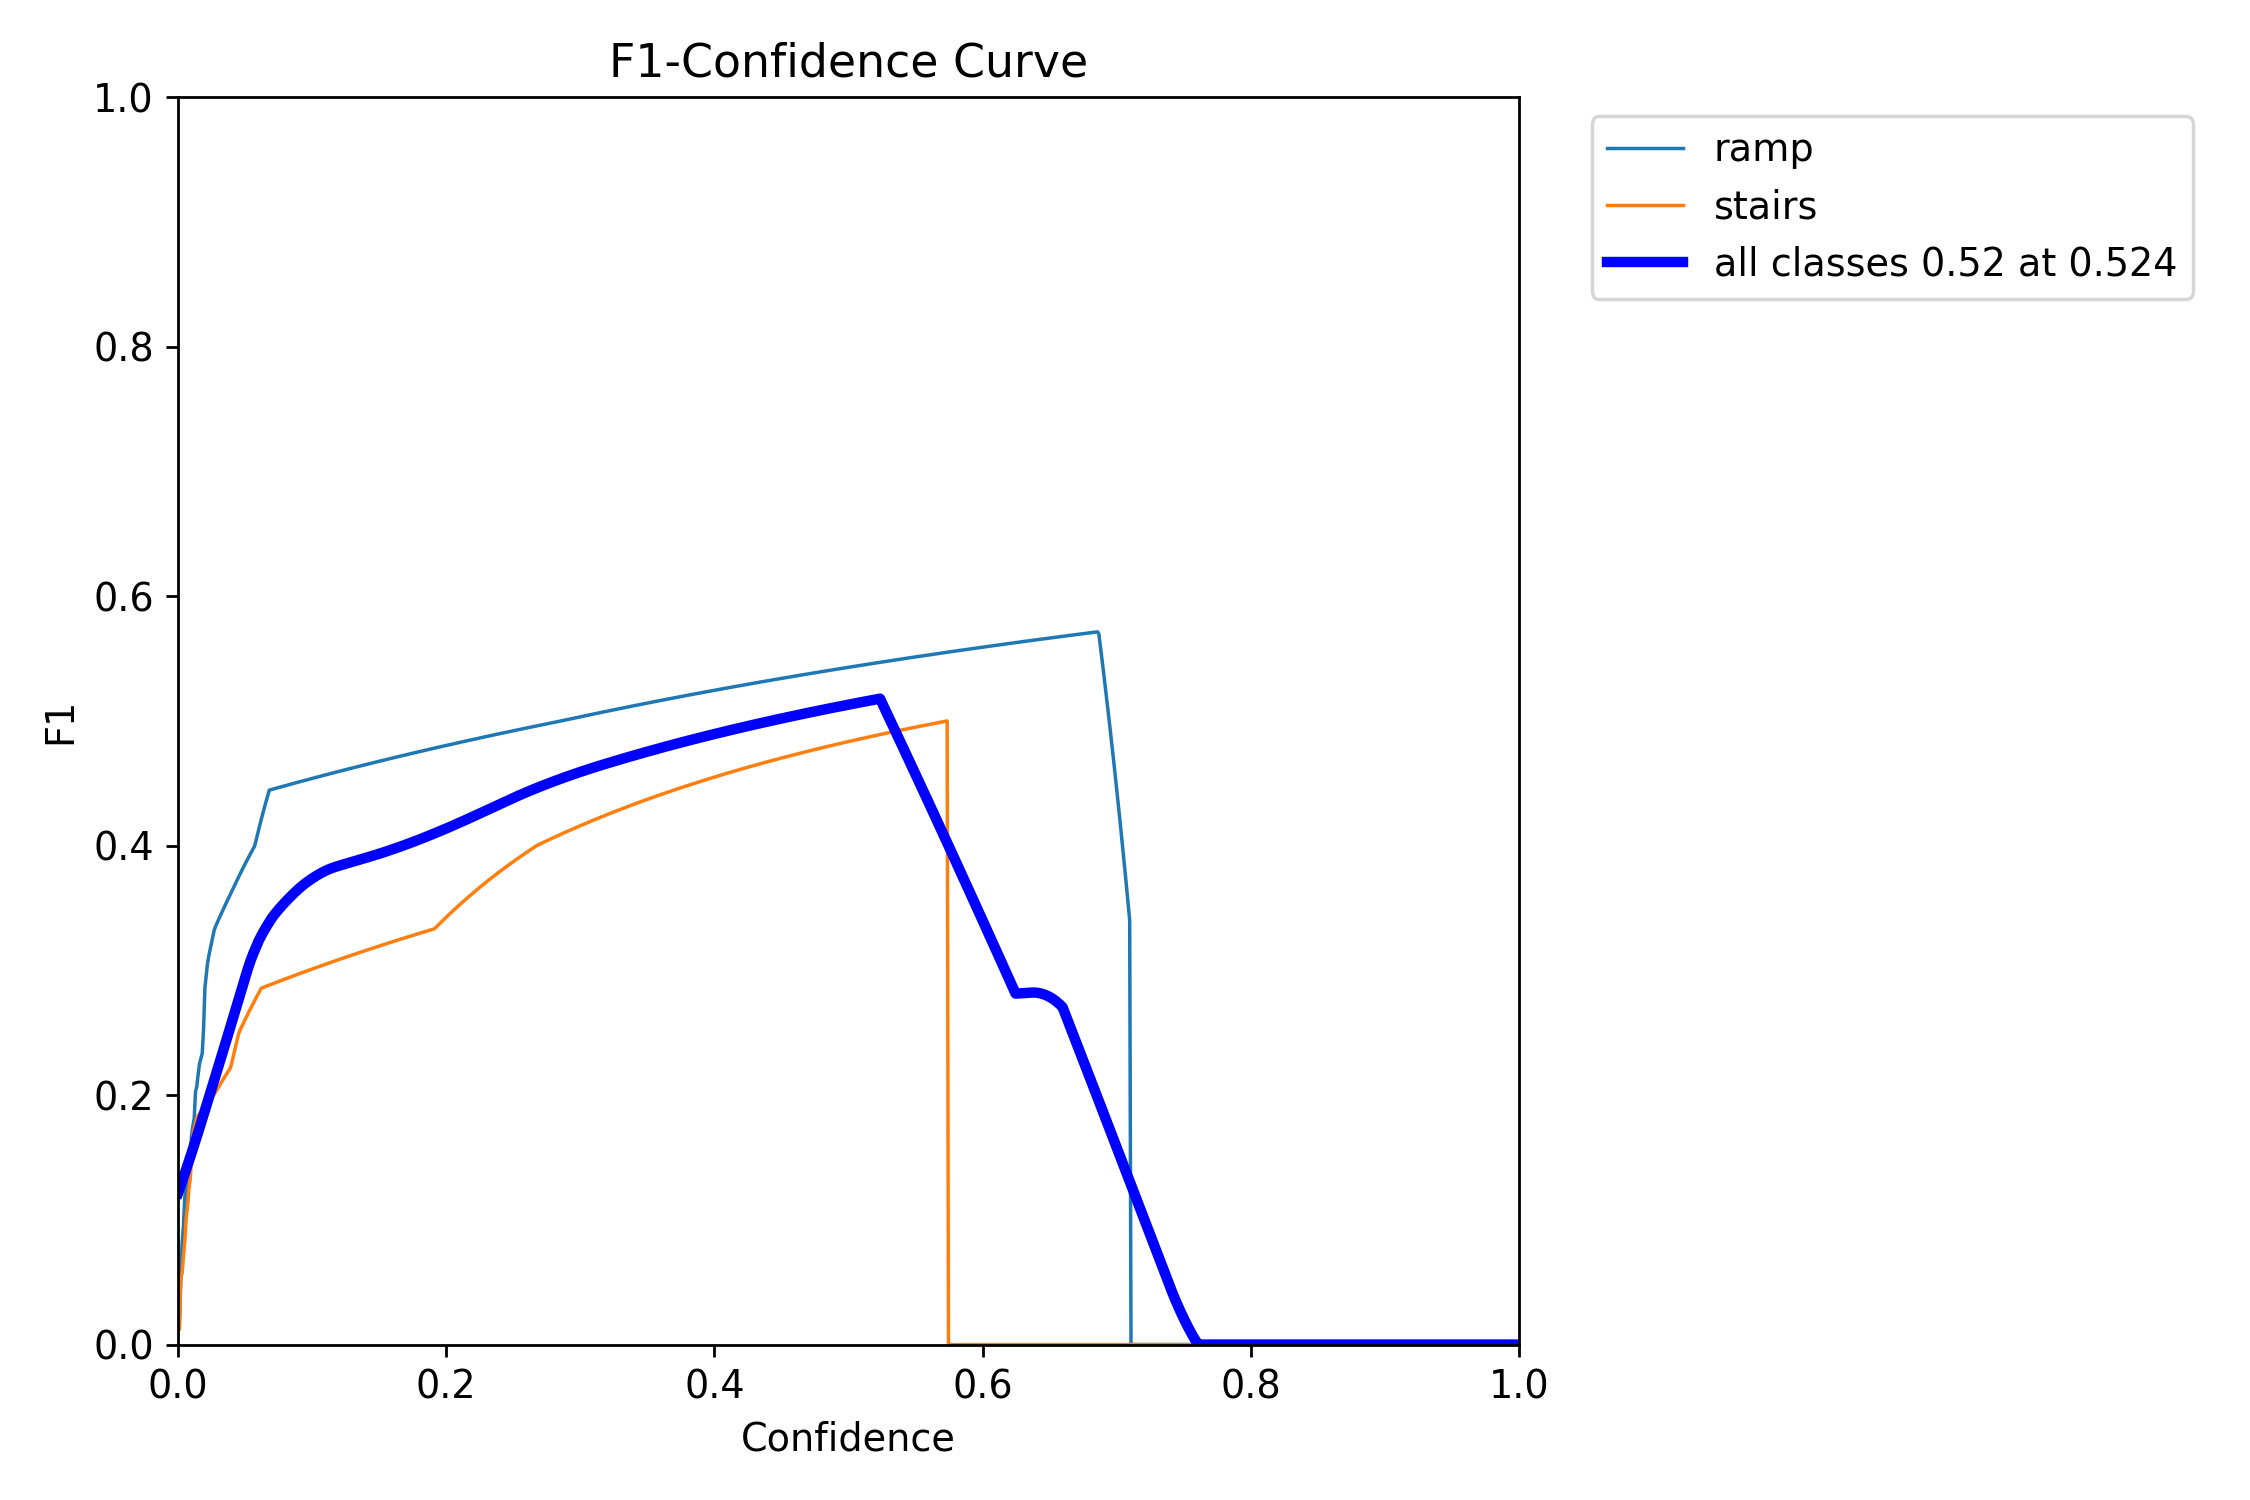 F1-Confidence Curve
1.0
0.8
0.6
0.4
0.2
0.0
F1
0.0 0.2 0.4 0.6 0.8 1.0
Confidence
ramp
stairs
all classes 0.52 at 0.524